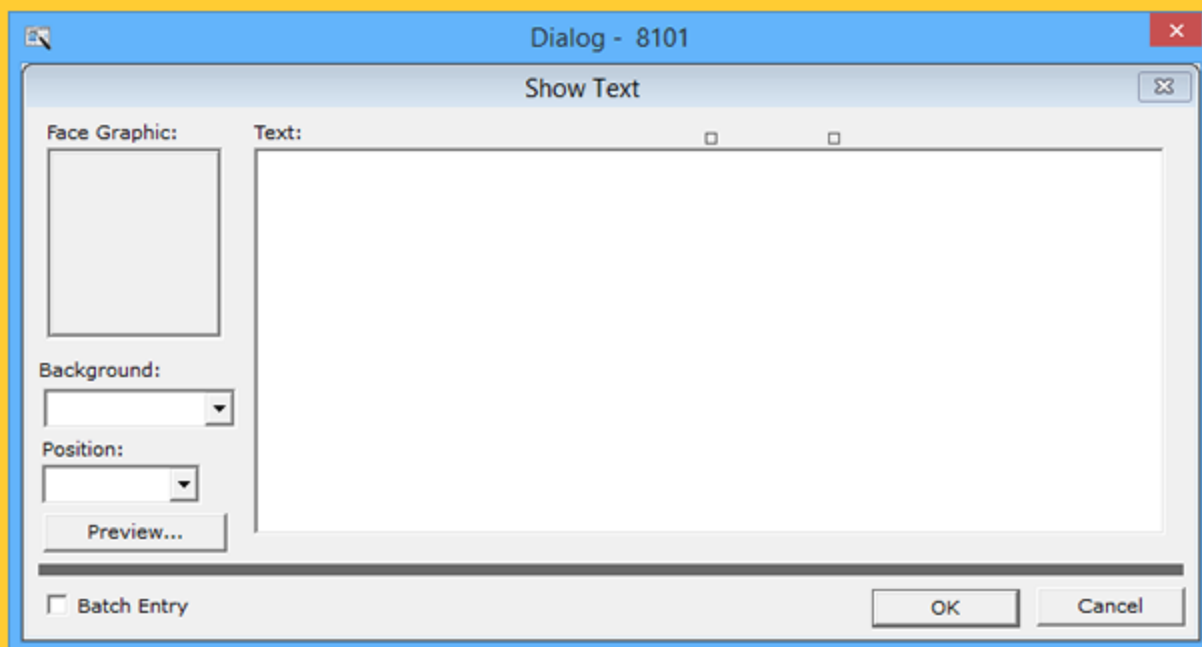 Dialog - 8101
Show Text
Face Graphic:
Text:
Background:
Position:
Preview...
Batch Entry
OK
Cancel